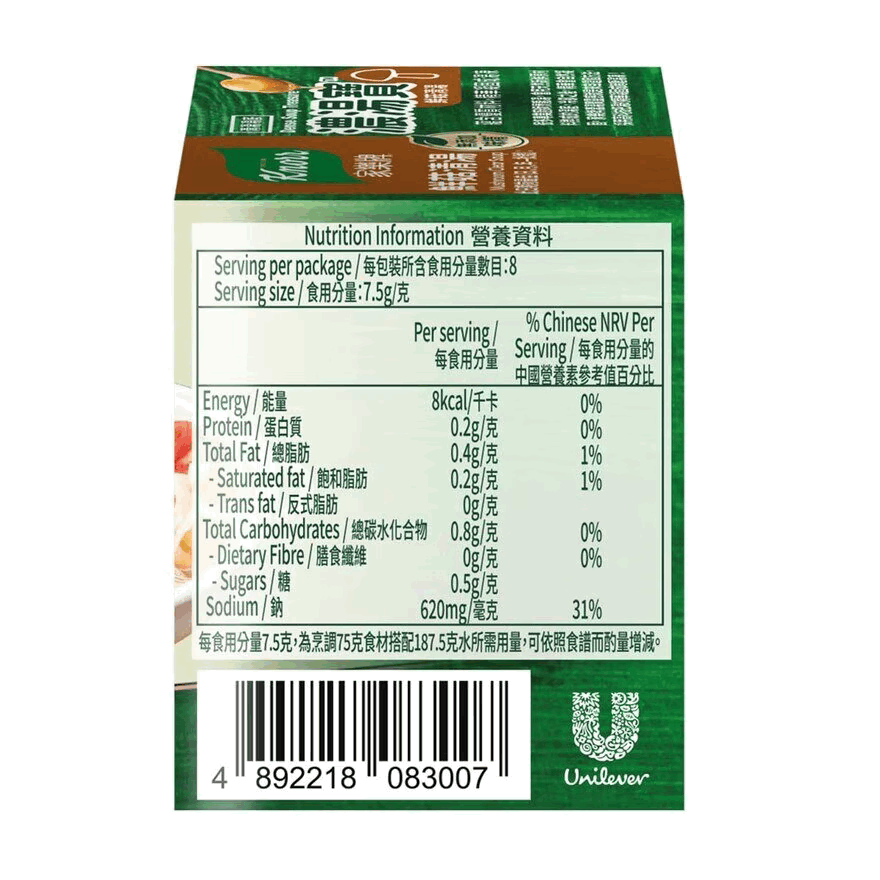 濃湯寶
Knorr
家樂牌
Nutrition Information 營養資料
Serving per package / 每包裝所含食用分量數目:8
Serving size / 食用分量:7.5g/克
Per serving / 每食用分量
% Chinese NRV Per Serving / 每食用分量的中國營養素參考值百分比
Energy / 能量 8kcal/千卡 0%
Protein / 蛋白質 0.2g/克 0%
Total Fat / 總脂肪 0.4g/克 1%
- Saturated fat / 飽和脂肪 0.2g/克 1%
- Trans fat / 反式脂肪 0g/克
Total Carbohydrates / 總碳水化合物 0.8g/克 0%
- Dietary Fibre / 膳食纖維 0g/克 0%
- Sugars / 糖 0.5g/克
Sodium / 鈉 620mg/毫克 31%
每食用分量7.5克,為烹調75克食材搭配187.5克水所需用量,可依照食譜而酌量增減。
4 892218 083007
Unilever